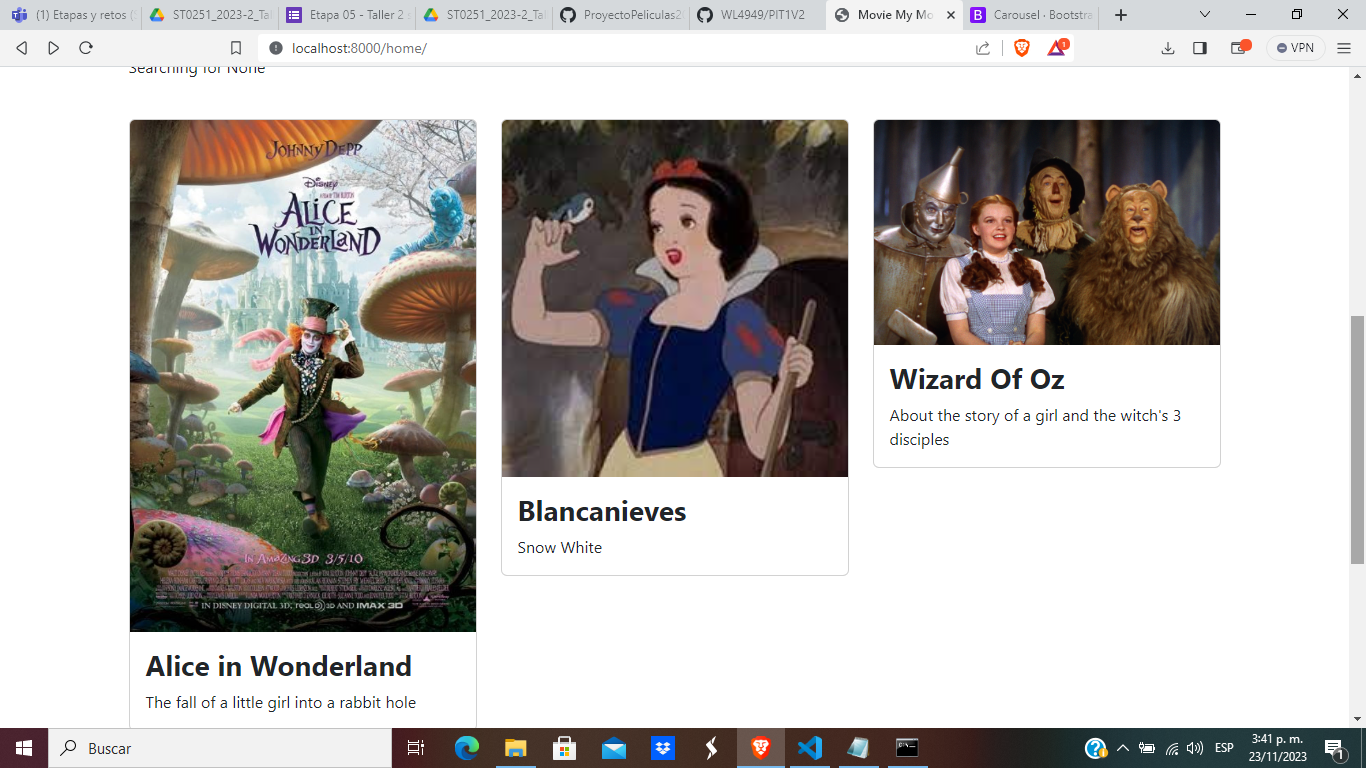 (1) Etapas y retos (
ST0251_2023-2_Tal
Etapa 05 - Taller 2 s
ST0251_2023-2_Tal
ProyectoPeliculas2
WL4949/PIT1V2
Movie My Mo
Carousel · Bootstra
localhost:8000/home/
1
VPN
Searching for None
JOHNNY DEPP
DISNEY
ALICE
IN
WONDERLAND
IN AMAZING 3D 3/5/10
IN DISNEY DIGITAL 3D, REAL D 3D AND IMAX 3D
Alice in Wonderland
The fall of a little girl into a rabbit hole
Blancanieves
Snow White
Wizard Of Oz
About the story of a girl and the witch's 3
disciples
Buscar
ESP
3:41 p. m.
23/11/2023
1